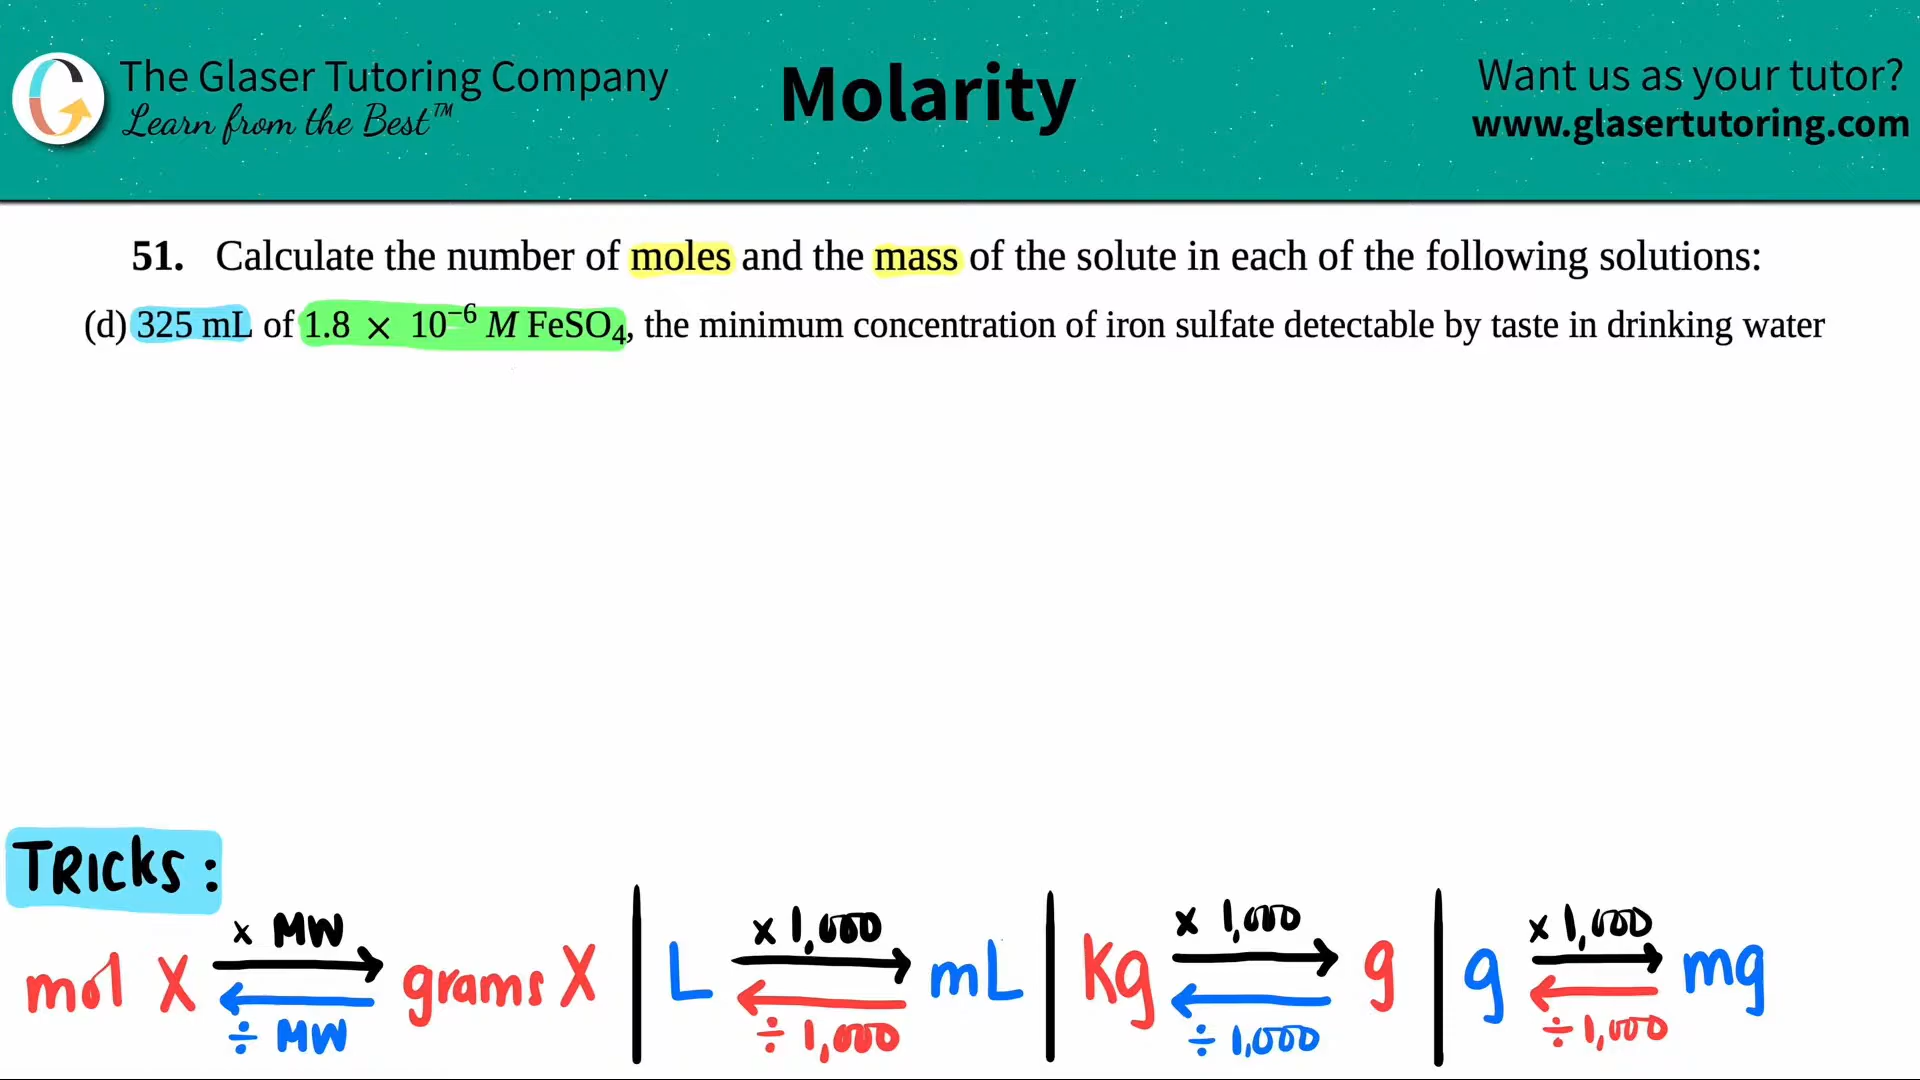 The Glaser Tutoring Company
Learn from the Best™
Molarity
Want us as your tutor?
www.glasertutoring.com
51. Calculate the number of moles and the mass of the solute in each of the following solutions:
(d) 325 mL of 1.8 × 10⁻⁶ M FeSO₄, the minimum concentration of iron sulfate detectable by taste in drinking water
TRICKS:
x MW
mol X grams X
÷ MW
x 1,000
L mL
÷ 1,000
x 1,000
Kg g
÷ 1,000
x 1,000
g mg
÷ 1,000